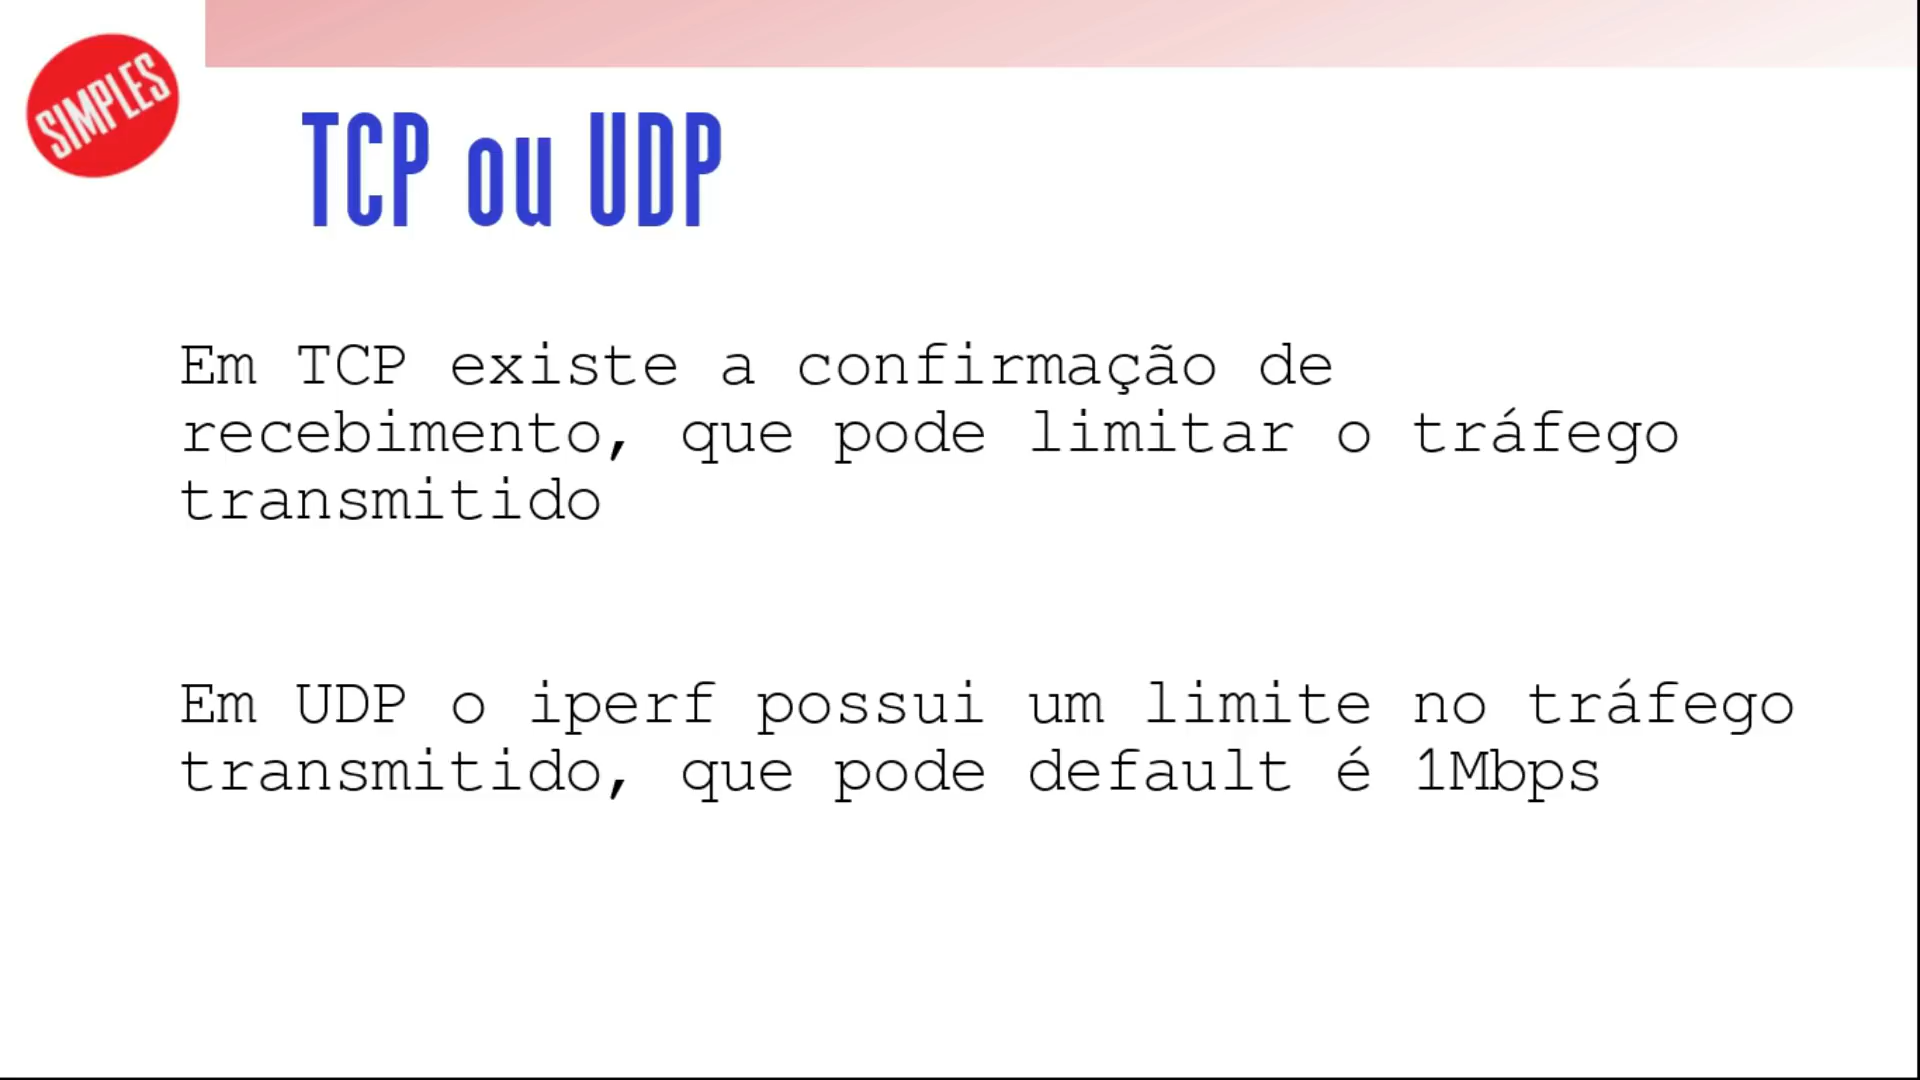 SIMPLES
TCP ou UDP
Em TCP existe a confirmação de
recebimento, que pode limitar o tráfego
transmitido
Em UDP o iperf possui um limite no tráfego
transmitido, que pode default é 1Mbps